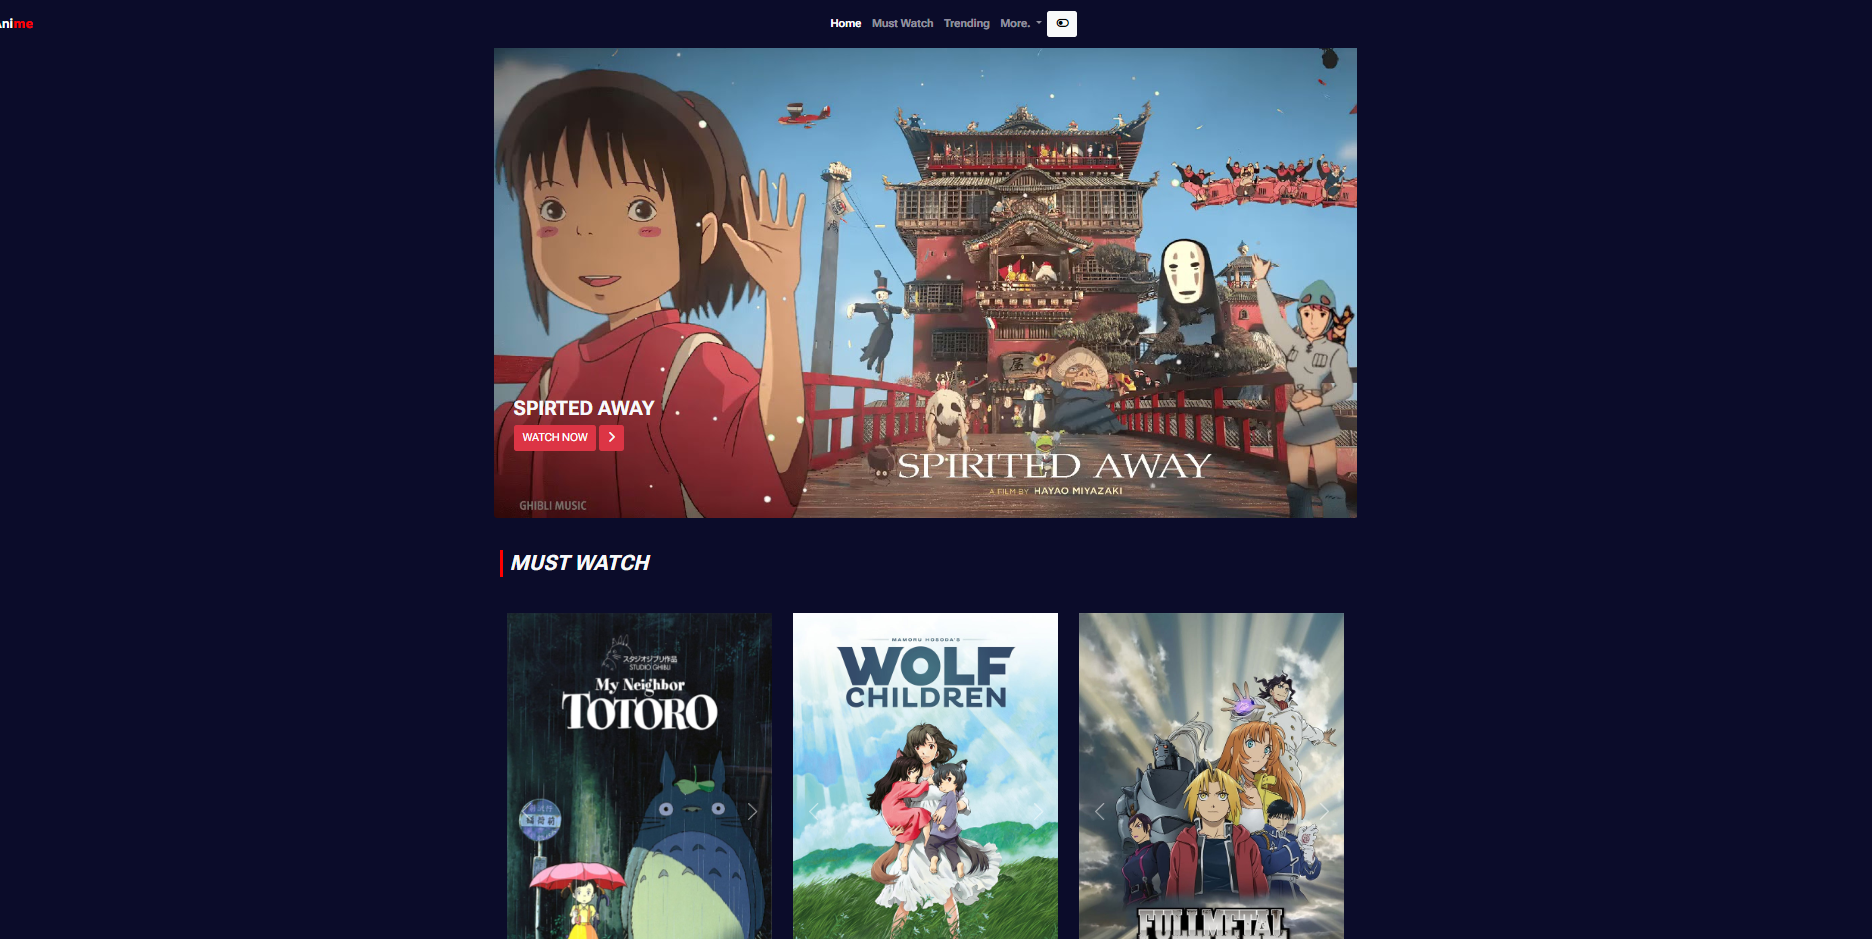 Anime
Home Must Watch Trending More.
SPIRTED AWAY
WATCH NOW
SPIRITED AWAY
A FILM BY HAYAO MIYAZAKI
GHIBLI MUSIC
MUST WATCH
スタジオジブリ作品
STUDIO GHIBLI
My Neighbor
TOTORO
MAMORU HOSODA'S
WOLF
CHILDREN
FULLMETAL